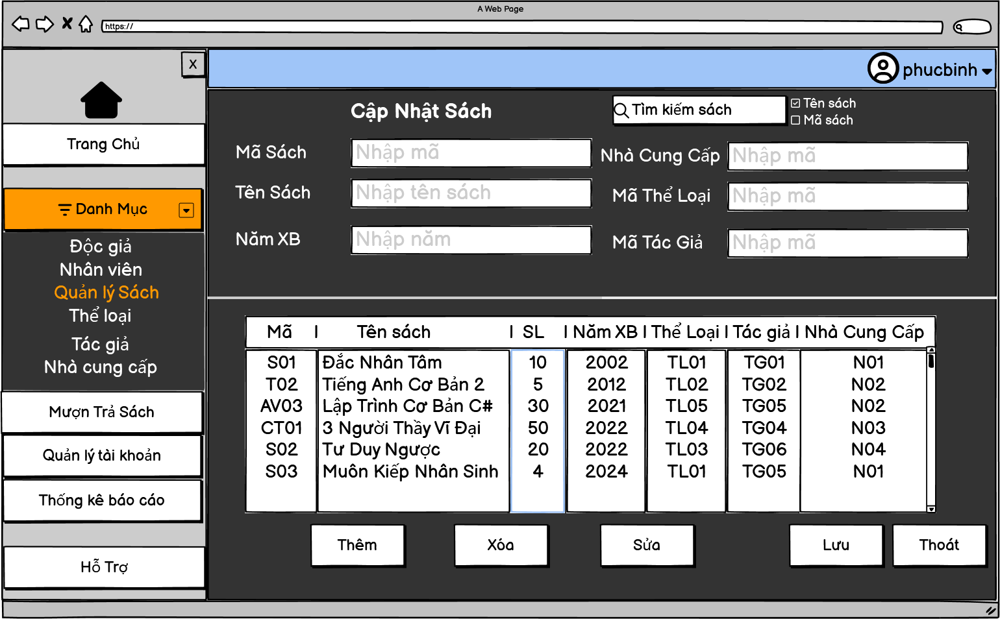 A Web Page
https://
X
phucbinh
Trang Chủ
Danh Mục
Độc giả
Nhân viên
Quản lý Sách
Thể loại
Tác giả
Nhà cung cấp
Mượn Trả Sách
Quản lý tài khoản
Thống kê báo cáo
Hỗ Trợ
Cập Nhật Sách
Tìm kiếm sách
Tên sách
Mã sách
Mã Sách Nhập mã Nhà Cung Cấp Nhập mã
Tên Sách Nhập tên sách Mã Thể Loại Nhập mã
Năm XB Nhập năm Mã Tác Giả Nhập mã
Mã | Tên sách | SL | Năm XB | Thể Loại | Tác giả | Nhà Cung Cấp
S01 Đắc Nhân Tâm 10 2002 TL01 TG01 N01
T02 Tiếng Anh Cơ Bản 2 5 2012 TL02 TG02 N02
AV03 Lập Trình Cơ Bản C# 30 2021 TL05 TG05 N02
CT01 3 Người Thầy Vĩ Đại 50 2022 TL04 TG04 N03
S02 Tư Duy Ngược 20 2022 TL03 TG06 N04
S03 Muôn Kiếp Nhân Sinh 4 2024 TL01 TG05 N01
Thêm Xóa Sửa Lưu Thoát